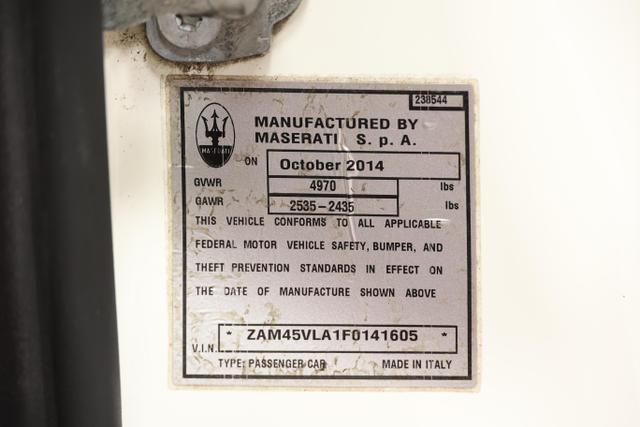 238544
MANUFACTURED BY
MASERATI S. p. A.
MASERATI
ON October 2014
GVWR 4970 lbs
GAWR 2535-2435 lbs
THIS VEHICLE CONFORMS TO ALL APPLICABLE
FEDERAL MOTOR VEHICLE SAFETY, BUMPER, AND
THEFT PREVENTION STANDARDS IN EFFECT ON
THE DATE OF MANUFACTURE SHOWN ABOVE
V.I.N. * ZAM45VLA1F0141605 *
TYPE: PASSENGER CAR MADE IN ITALY